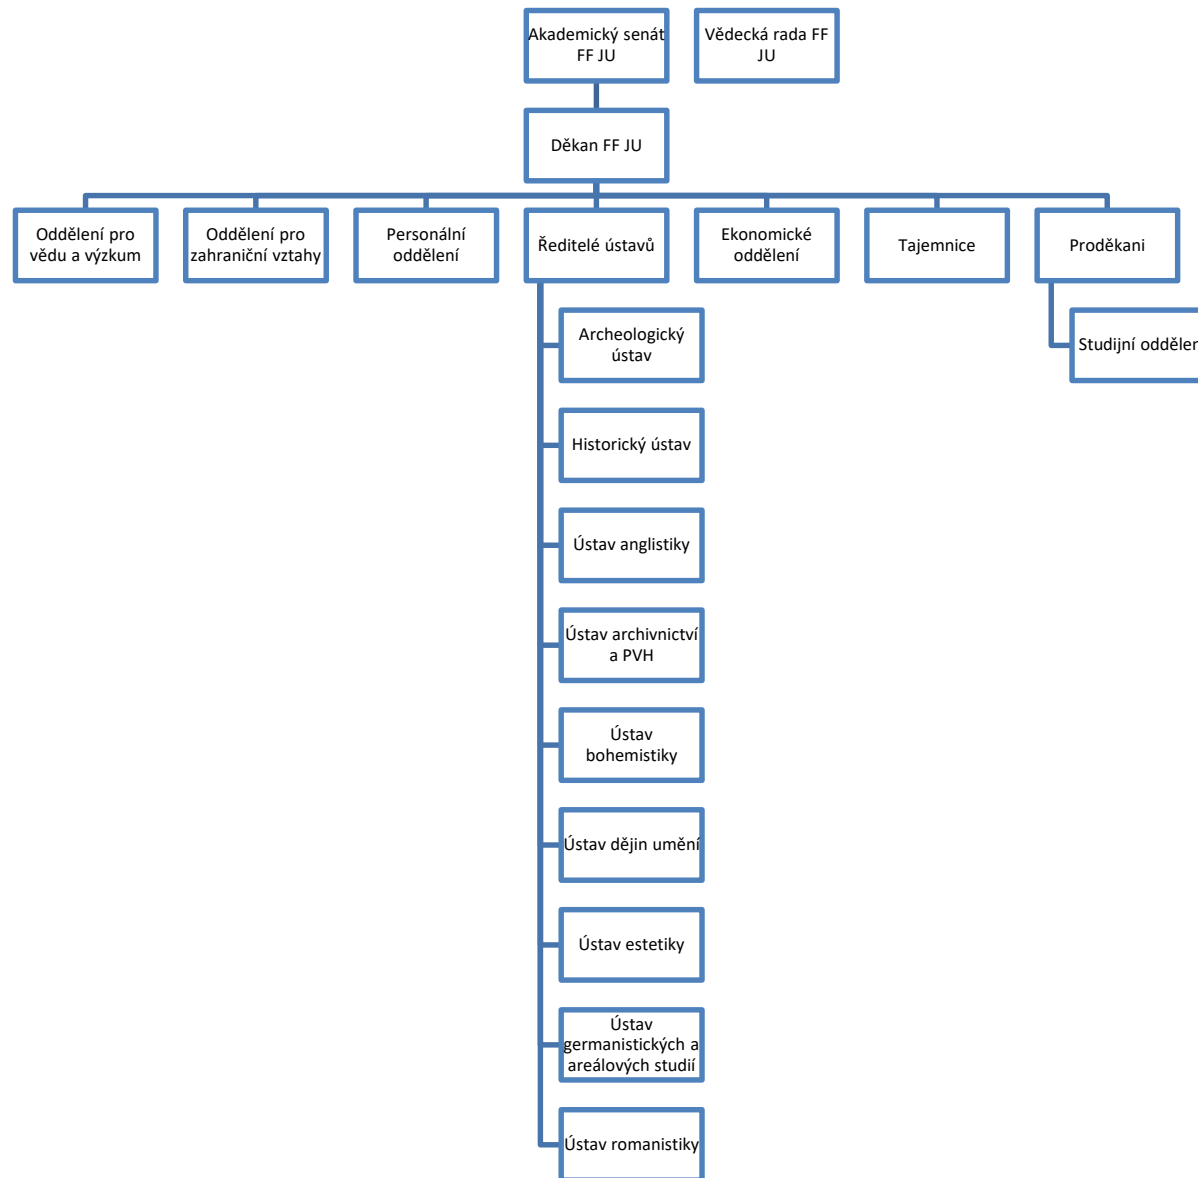 Akademický senát
FF JU
Vědecká rada FF
JU
Děkan FF JU
Oddělení pro
vědu a výzkum
Oddělení pro
zahraniční vztahy
Personální
oddělení
Ředitelé ústavů
Ekonomické
oddělení
Tajemnice
Proděkani
Archeologický
ústav
Studijní oddělen
Historický ústav
Ústav anglistiky
Ústav archivnictví
a PVH
Ústav
bohemistiky
Ústav dějin umění
Ústav estetiky
Ústav
germanistických a
areálových studií
Ústav romanistiky